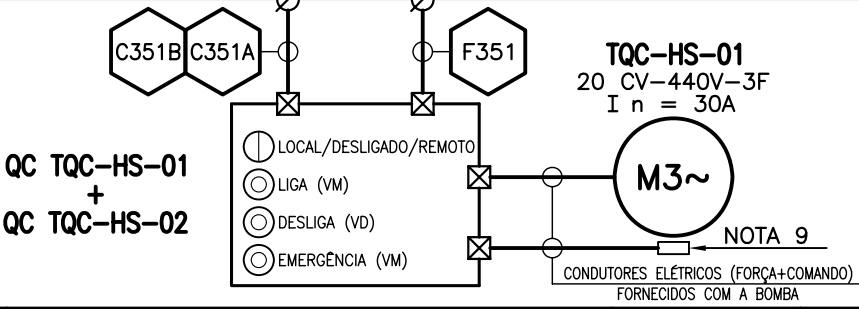 C351B
C351A
F351
TQC-HS-01
20 CV-440V-3F
I n = 30A
QC TQC-HS-01
+
QC TQC-HS-02
LOCAL/DESLIGADO/REMOTO
LIGA (VM)
DESLIGA (VD)
EMERGÊNCIA (VM)
M3~
NOTA 9
CONDUTORES ELÉTRICOS (FORÇA+COMANDO)
FORNECIDOS COM A BOMBA